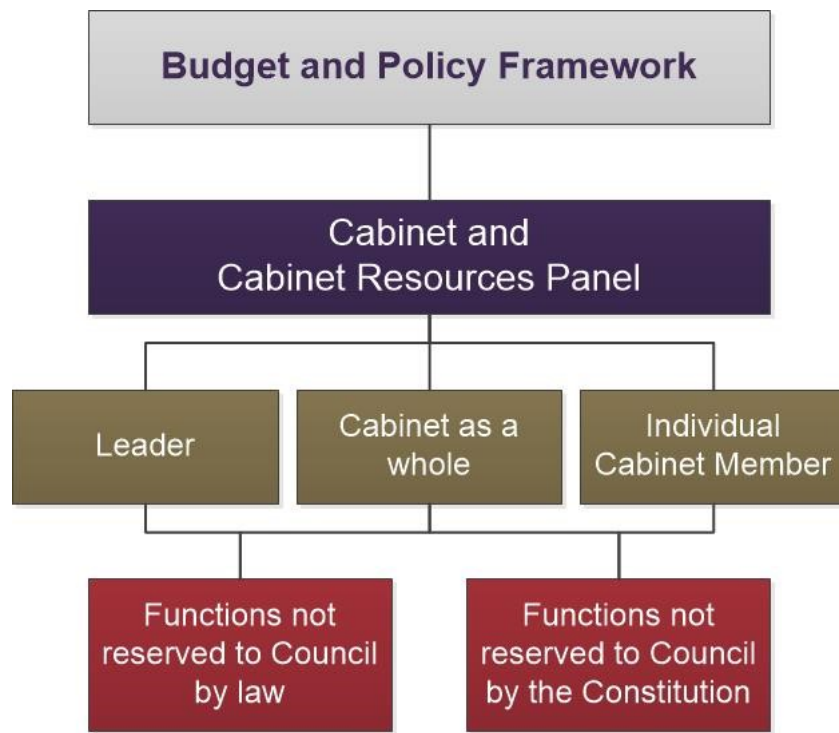 Budget and Policy Framework
Cabinet and
Cabinet Resources Panel
Leader
Cabinet as a
whole
Individual
Cabinet Member
Functions not
reserved to Council
by law
Functions not
reserved to Council
by the Constitution